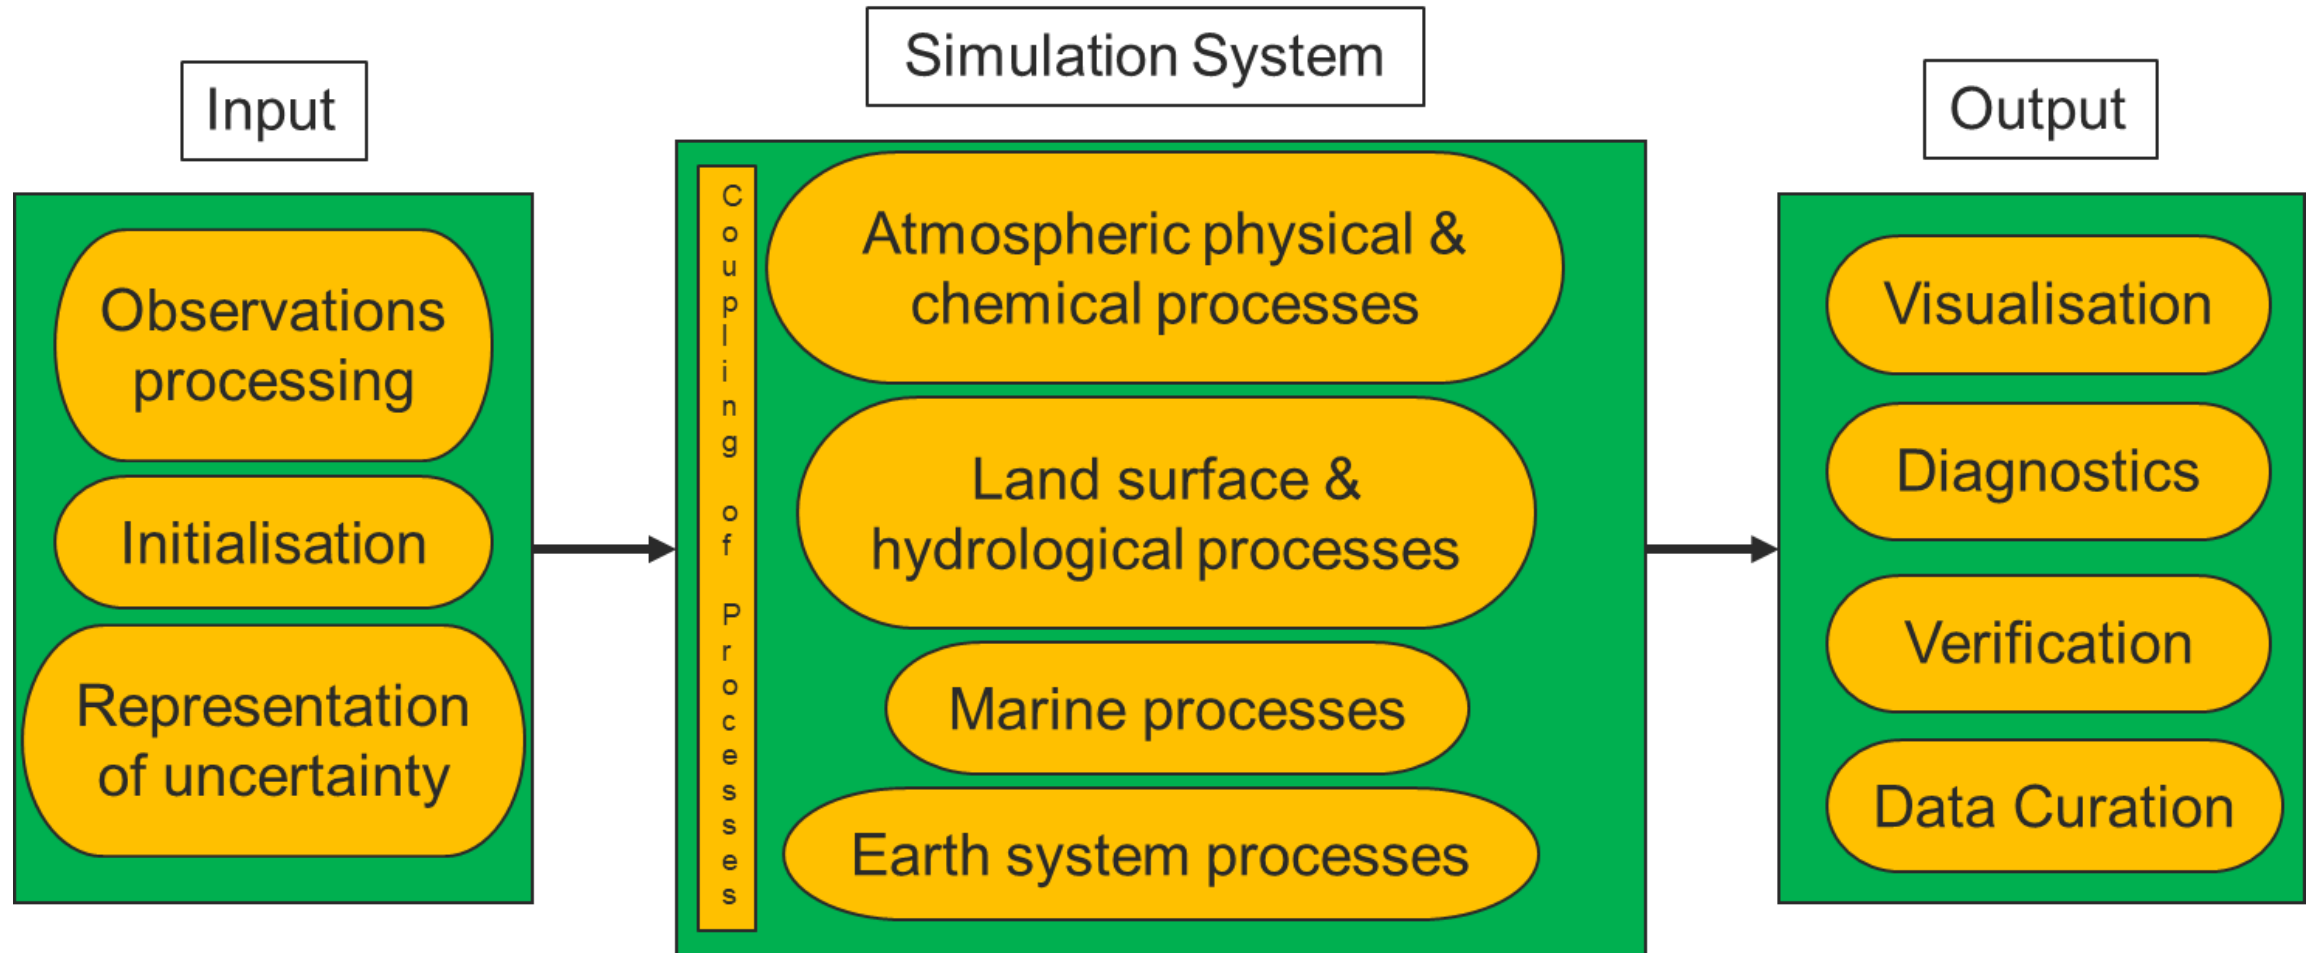 Input
Observations
processing
Initialisation
Representation
of uncertainty
Simulation System
Coupling of Processes
Atmospheric physical &
chemical processes
Land surface &
hydrological processes
Marine processes
Earth system processes
Output
Visualisation
Diagnostics
Verification
Data Curation